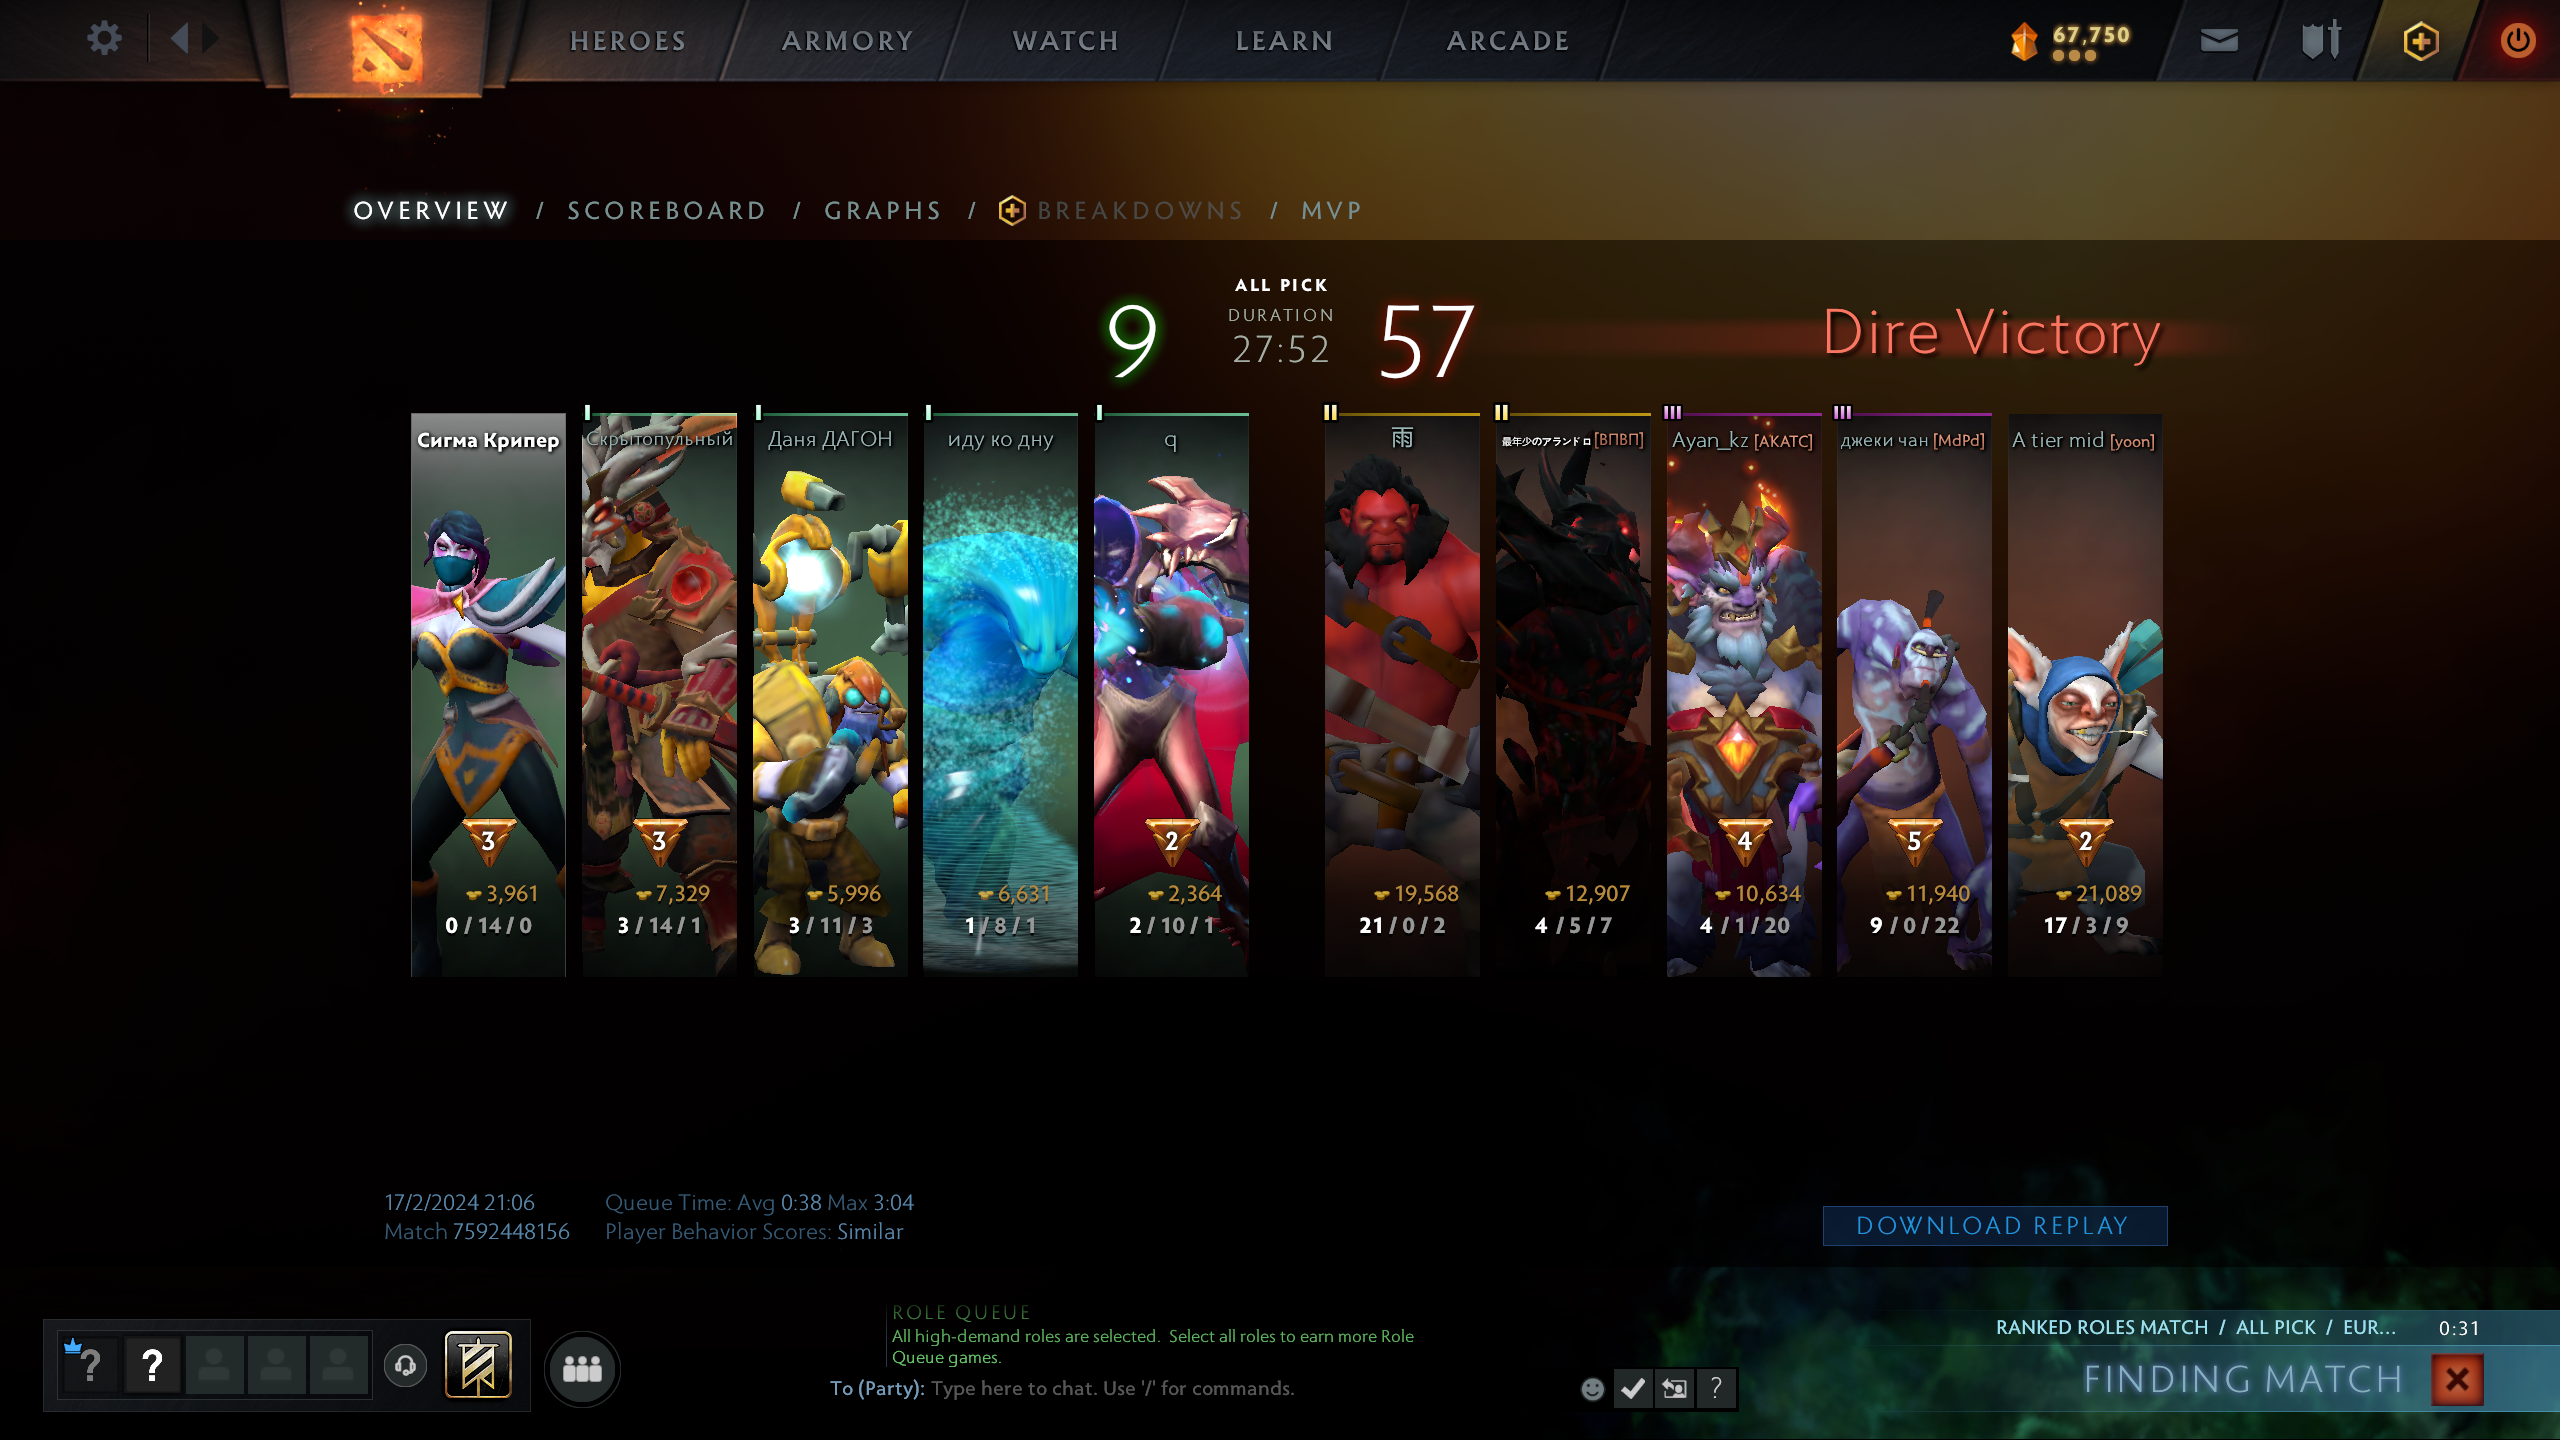 HEROES
ARMORY
WATCH
LEARN
ARCADE
67,750
OVERVIEW / SCOREBOARD / GRAPHS / BREAKDOWNS / MVP
9
ALL PICK
DURATION
27:52
57
Dire Victory
I
I
I
I
II
II
III
III
Сигма Крипер
Скрытопульный
Даня ДАГОН
иду ко дну
q
雨
最年少のアランドロ [ВПВП]
Ayan_kz [AKATC]
джеки чан [MdPd]
A tier mid [yoon]
3
3
2
4
5
2
3,961
7,329
5,996
6,631
2,364
19,568
12,907
10,634
11,940
21,089
0 / 14 / 0
3 / 14 / 1
3 / 11 / 3
1 / 8 / 1
2 / 10 / 1
21 / 0 / 2
4 / 5 / 7
4 / 1 / 20
9 / 0 / 22
17 / 3 / 9
17/2/2024 21:06
Match 7592448156
Queue Time: Avg 0:38 Max 3:04
Player Behavior Scores: Similar
DOWNLOAD REPLAY
ROLE QUEUE
All high-demand roles are selected. Select all roles to earn more Role
Queue games.
To (Party): Type here to chat. Use '/' for commands.
?
?
?
RANKED ROLES MATCH / ALL PICK / EUR...
0:31
FINDING MATCH